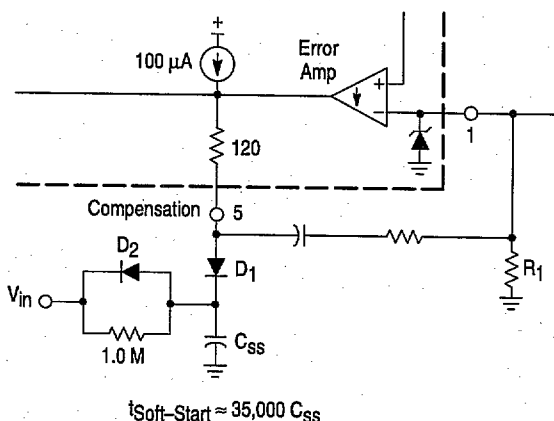 +
100 µA
Error
Amp
+
−
120
1
Compensation
5
D2
D1
Vin
1.0 M
CSS
R1
tSoft–Start ≈ 35,000 CSS